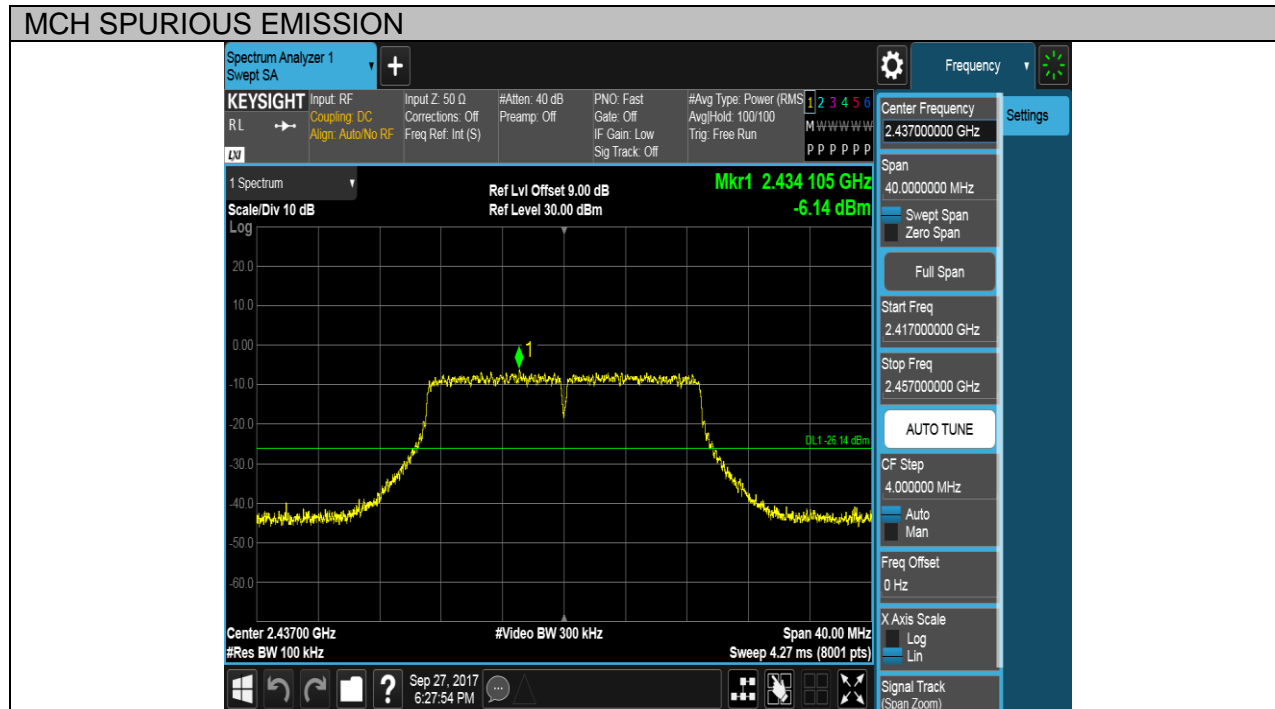 MCH SPURIOUS EMISSION
Spectrum Analyzer 1
Swept SA
+
Frequency
KEYSIGHT
RL
LXI
Input: RF
Coupling: DC
Align: Auto/No RF
Input Z: 50 Ω
Corrections: Off
Freq Ref: Int (S)
#Atten: 40 dB
Preamp: Off
PNO: Fast
Gate: Off
IF Gain: Low
Sig Track: Off
#Avg Type: Power (RMS
Avg|Hold: 100/100
Trig: Free Run
1 2 3 4 5 6
M W W W W W
P P P P P P
1 Spectrum
Scale/Div 10 dB
Ref Lvl Offset 9.00 dB
Ref Level 30.00 dBm
Mkr1 2.434 105 GHz
-6.14 dBm
Log
20.0
10.0
0.00
-10.0
-20.0
-30.0
-40.0
-50.0
-60.0
1
DL1 -26.14 dBm
Center 2.43700 GHz
#Res BW 100 kHz
#Video BW 300 kHz
Span 40.00 MHz
Sweep 4.27 ms (8001 pts)
?
Sep 27, 2017
6:27:54 PM
Center Frequency
2.437000000 GHz
Settings
Span
40.0000000 MHz
Swept Span
Zero Span
Full Span
Start Freq
2.417000000 GHz
Stop Freq
2.457000000 GHz
AUTO TUNE
CF Step
4.000000 MHz
Auto
Man
Freq Offset
0 Hz
X Axis Scale
Log
Lin
Signal Track
(Span Zoom)